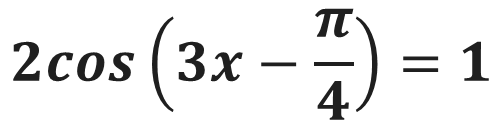 2cos(3x − π/4) = 1